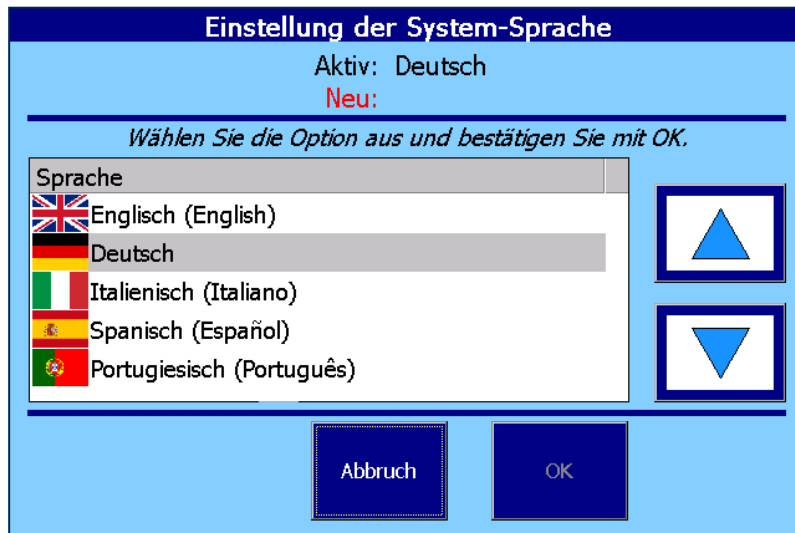 Einstellung der System-Sprache
Aktiv: Deutsch
Neu:
Wählen Sie die Option aus und bestätigen Sie mit OK.
Sprache
Englisch (English)
Deutsch
Italienisch (Italiano)
Spanisch (Español)
Portugiesisch (Português)
Abbruch OK